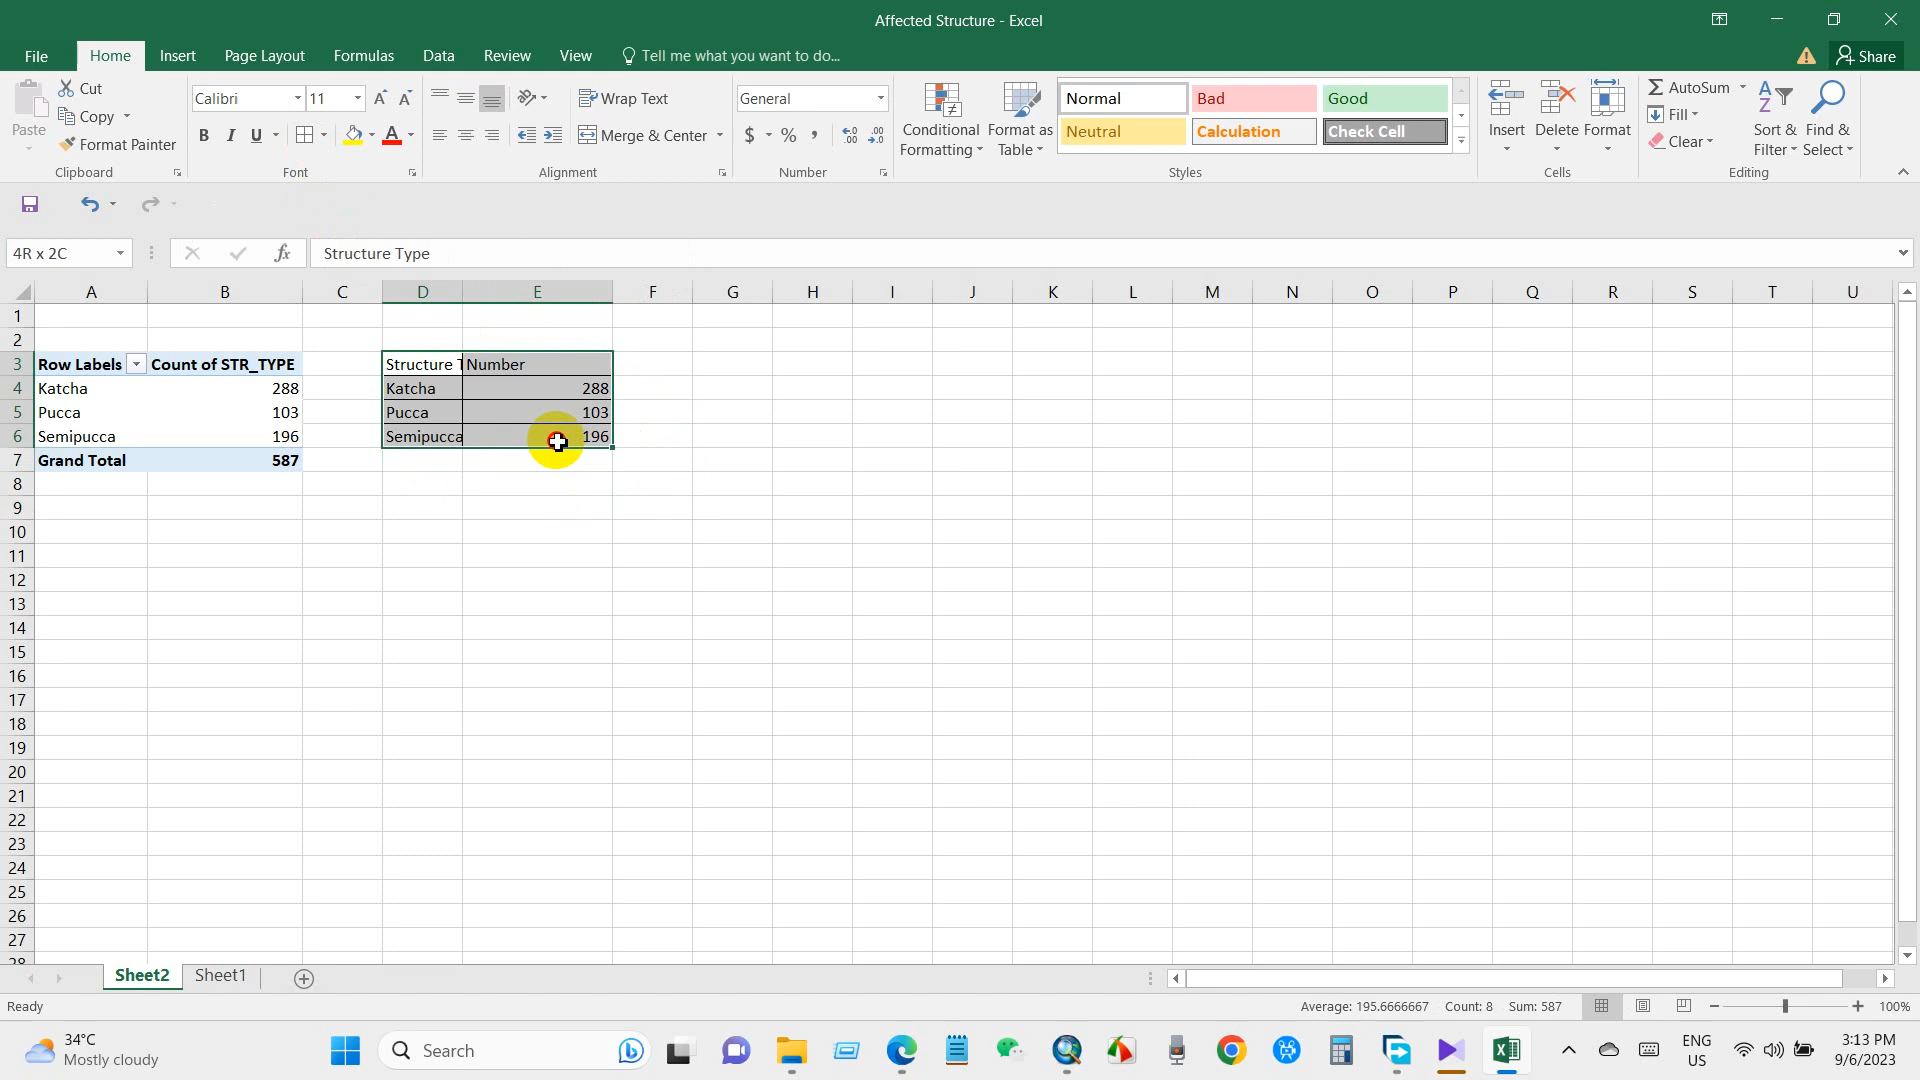 Affected Structure - Excel
File Home Insert Page Layout Formulas Data Review View Tell me what you want to do... Share
Paste Cut Copy Format Painter Clipboard
Calibri 11 A A B I U A Font
Wrap Text Merge & Center Alignment
General $ % , Number
Conditional Formatting Format as Table
Normal Bad Good
Neutral Calculation Check Cell
Styles
Insert Delete Format Cells
AutoSum Fill Clear Sort & Filter Find & Select Editing
4R x 2C fx Structure Type
A B C D E F G H I J K L M N O P Q R S T U
1
2
3 Row Labels Count of STR_TYPE Structure T Number
4 Katcha 288 Katcha 288
5 Pucca 103 Pucca 103
6 Semipucca 196 Semipucca 196
7 Grand Total 587
8
9
10
11
12
13
14
15
16
17
18
19
20
21
22
23
24
25
26
27
28
Sheet2 Sheet1
Ready Average: 195.6666667 Count: 8 Sum: 587 100%
34°C
Mostly cloudy
Search
ENG
US
3:13 PM
9/6/2023